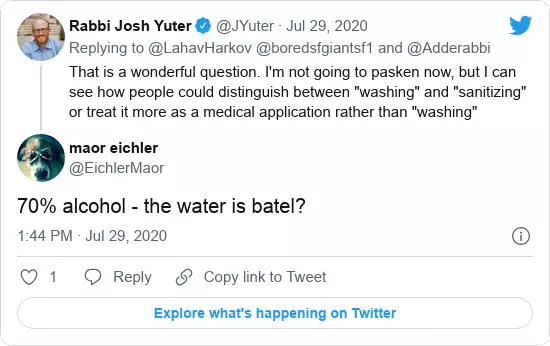 Rabbi Josh Yuter @JYuter · Jul 29, 2020
Replying to @LahavHarkov @boredsfgiantsf1 and @Adderabbi
That is a wonderful question. I'm not going to pasken now, but I can
see how people could distinguish between "washing" and "sanitizing"
or treat it more as a medical application rather than "washing"
maor eichler
@EichlerMaor
70% alcohol - the water is batel?
1:44 PM · Jul 29, 2020
1 Reply Copy link to Tweet
Explore what's happening on Twitter